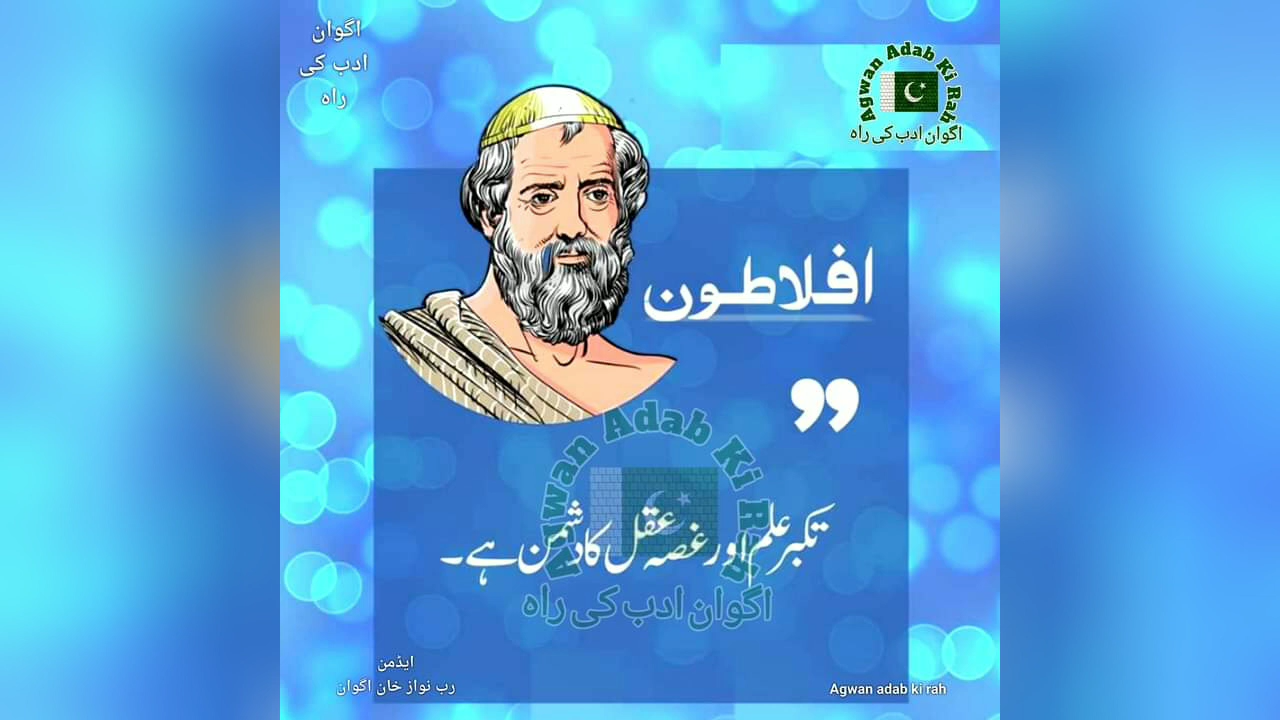 اگوان
ادب کی
راہ
Agwan Adab Ki Rah
اگوان ادب کی راہ
افلاطون
”
تکبر علم اور غصہ عقل کا دشمن ہے۔
Agwan Adab Ki Rah
اگوان ادب کی راہ
ایڈمن
رب نواز خان اگوان
Agwan adab ki rah